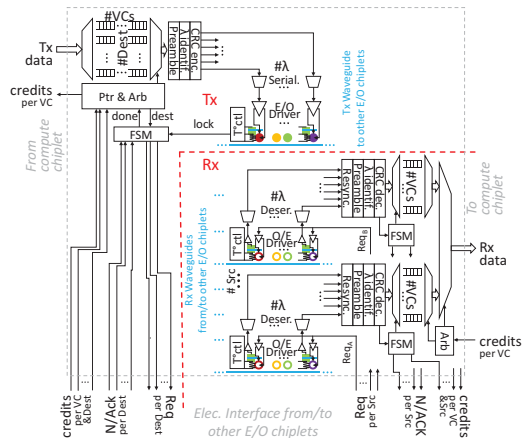 #VCs
#Dest
Tx
data
Preamble
λ identif.
CRC enc.
#λ
Serial.
E/O
Driver
T° ctl
Tx
Tx Waveguide
to other E/O chiplets
credits
per VC
Ptr & Arb
done
dest
lock
FSM
From
compute
chiplet
Rx
To compute
chiplet
Rx Waveguides
from/to other E/O chiplets
#λ
Deser.
O/E
Driver
T° ctl
Resync.
Preamble
λ identif.
CRC dec.
#VCs
FSM
Req B
Rx
data
# Src
#λ
Deser.
O/E
Driver
T° ctl
Resync.
Preamble
λ identif.
CRC dec.
#VCs
FSM
Req A
Arb
credits
per VC
credits
per VC
& Dest
N/Ack
per Dest
Req
per Dest
Elec. Interface from/to
other E/O chiplets
Req
per Src
N/ACK
per Src
credits
per VC
& Src